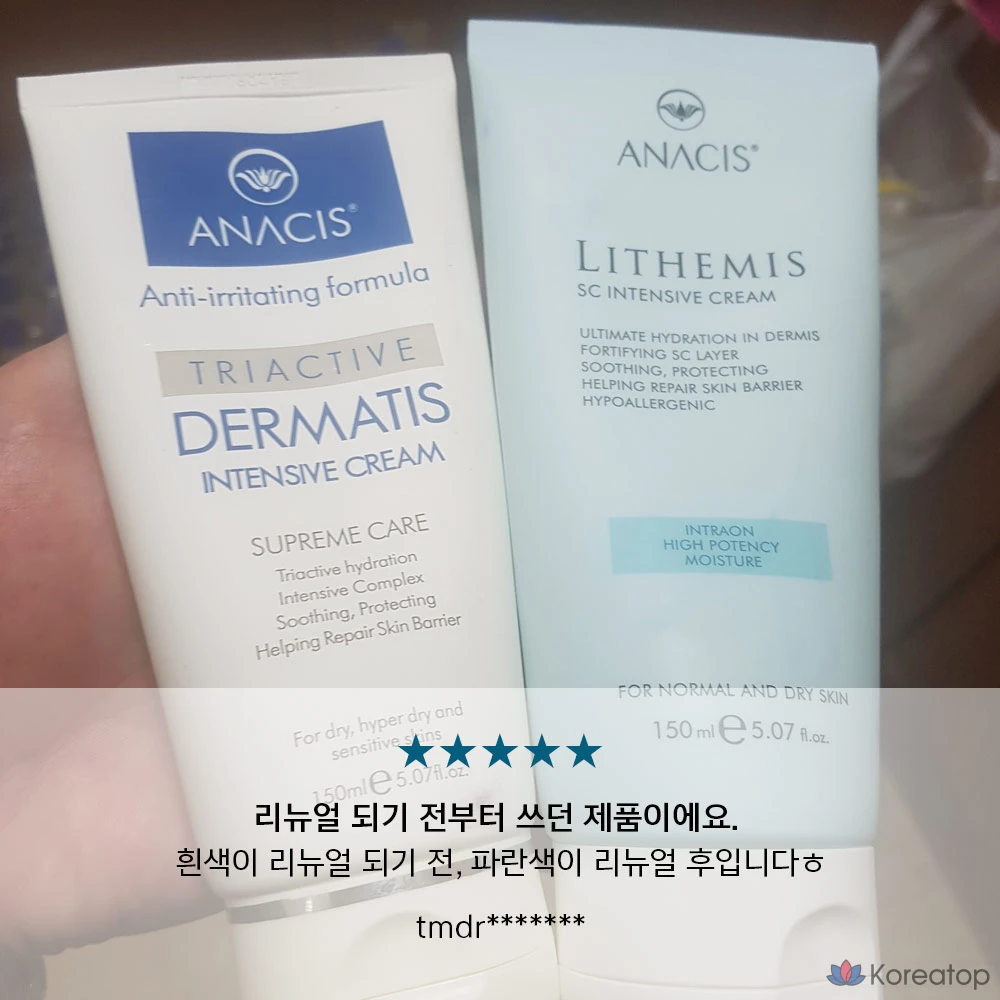 ANACIS®
Anti-irritating formula
TRIACTIVE
DERMATIS
INTENSIVE CREAM
SUPREME CARE
Triactive hydration
Intensive Complex
Soothing, Protecting
Helping Repair Skin Barrier
For dry, hyper dry and
sensitive skins
150ml e 5.07fl.oz.
ANACIS®
LITHEMIS
SC INTENSIVE CREAM
ULTIMATE HYDRATION IN DERMIS
FORTIFYING SC LAYER
SOOTHING, PROTECTING
HELPING REPAIR SKIN BARRIER
HYPOALLERGENIC
INTRAON
HIGH POTENCY
MOISTURE
FOR NORMAL AND DRY SKIN
150 ml e 5.07 fl.oz.
★★★★★
리뉴얼 되기 전부터 쓰던 제품이에요.
흰색이 리뉴얼 되기 전, 파란색이 리뉴얼 후입니다ㅎ
tmdr*******
Koreatop